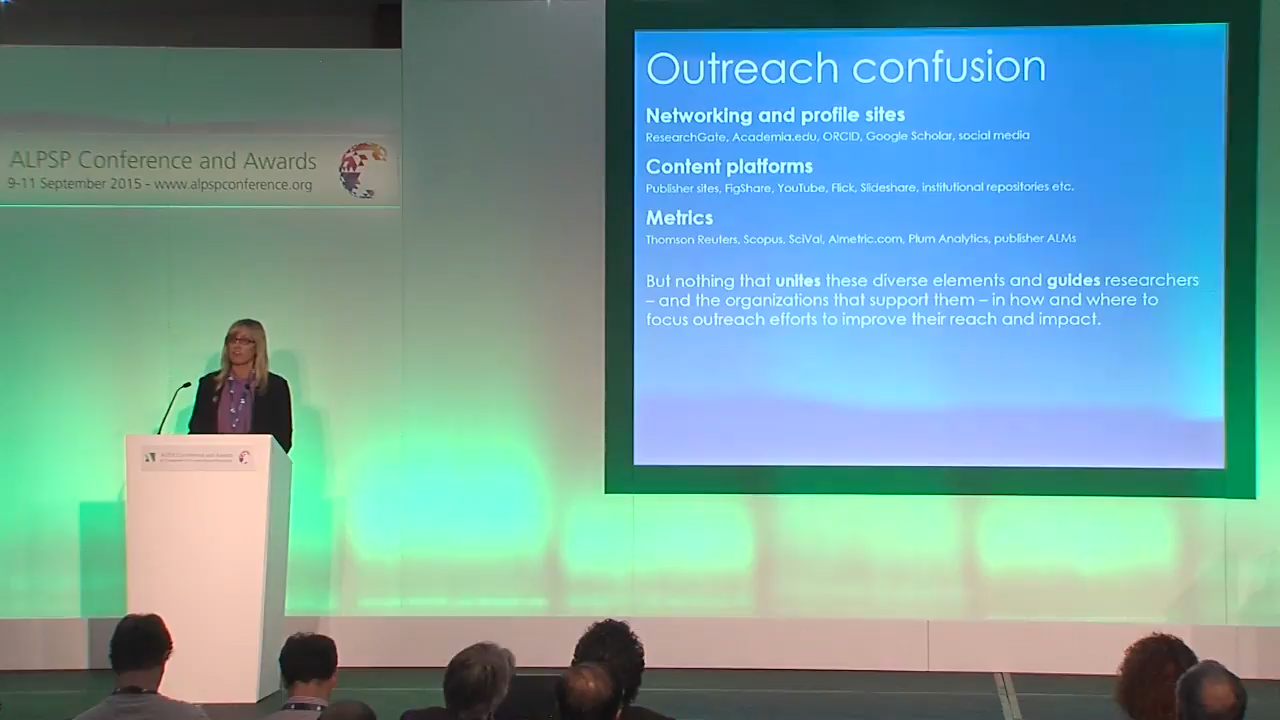 ALPSP Conference and Awards
9-11 September 2015 - www.alpspconference.org
Outreach confusion
Networking and profile sites
ResearchGate, Academia.edu, ORCID, Google Scholar, social media
Content platforms
Publisher sites, FigShare, YouTube, Flick, Slideshare, institutional repositories etc.
Metrics
Thomson Reuters, Scopus, SciVal, Almetric.com, Plum Analytics, publisher ALMs
But nothing that unites these diverse elements and guides researchers
– and the organizations that support them – in how and where to
focus outreach efforts to improve their reach and impact.
ALPSP Conference and Awards